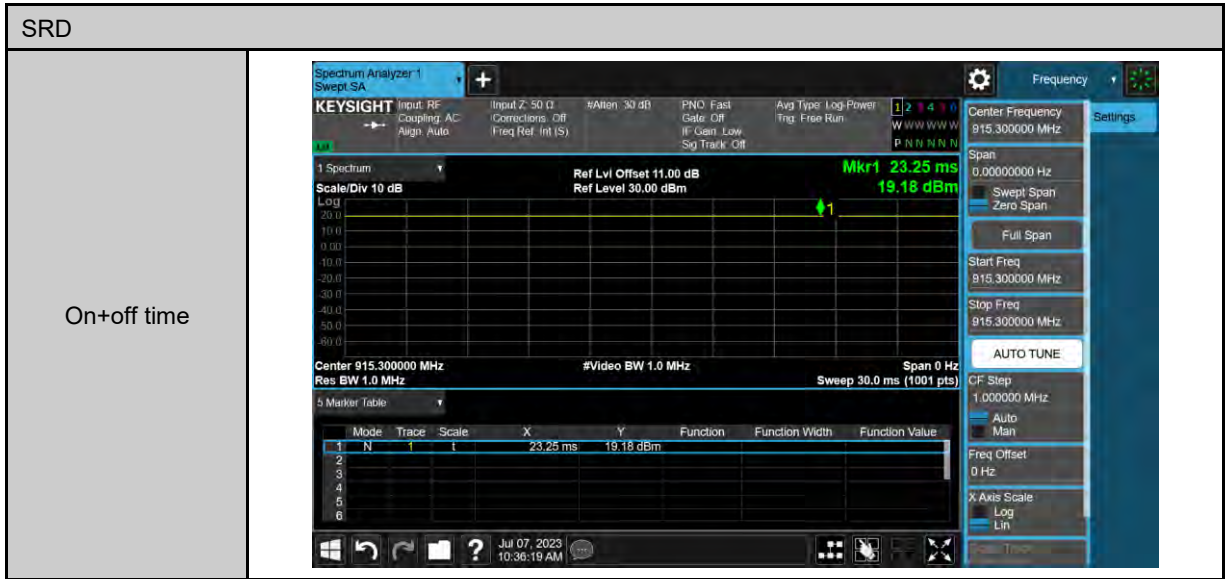 SRD
On+off time
Spectrum Analyzer 1
Swept SA
+
Frequency
KEYSIGHT
Input: RF
Coupling: AC
Align: Auto
Input Z: 50 Ω
Corrections: Off
Freq Ref: Int (S)
#Atten: 30 dB
PNO: Fast
Gate: Off
IF Gain: Low
Sig Track: Off
Avg Type: Log-Power
Trig: Free Run
1 2 3 4 5 6
W W W W W W
P N N N N N
Settings
1 Spectrum
Scale/Div 10 dB
Ref Lvl Offset 11.00 dB
Ref Level 30.00 dBm
Mkr1 23.25 ms
19.18 dBm
Log
1
20.0
10.0
0.00
-10.0
-20.0
-30.0
-40.0
-50.0
-60.0
Center 915.300000 MHz
#Video BW 1.0 MHz
Span 0 Hz
Res BW 1.0 MHz
Sweep 30.0 ms (1001 pts)
5 Marker Table
Mode Trace Scale X Y Function Function Width Function Value
1 N 1 t 23.25 ms 19.18 dBm
2
3
4
5
6
Center Frequency
915.300000 MHz
Span
0.00000000 Hz
Swept Span
Zero Span
Full Span
Start Freq
915.300000 MHz
Stop Freq
915.300000 MHz
AUTO TUNE
CF Step
1.000000 MHz
Auto
Man
Freq Offset
0 Hz
X Axis Scale
Log
Lin
?
Jul 07, 2023
10:36:19 AM